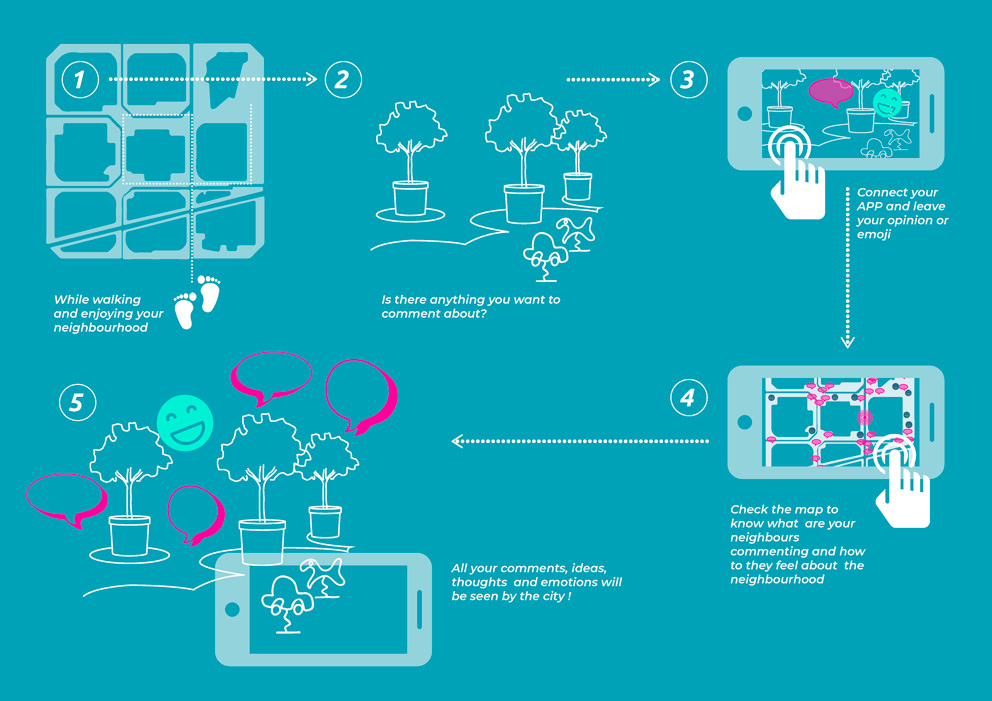 1
While walking
and enjoying your
neighbourhood
2
Is there anything you want to
comment about?
3
Connect your
APP and leave
your opinion or
emoji
4
Check the map to
know what  are your
neighbours
commenting and how
to they feel about  the
neighbourhood
5
All your comments, ideas,
thoughts  and emotions will
be seen by the city !